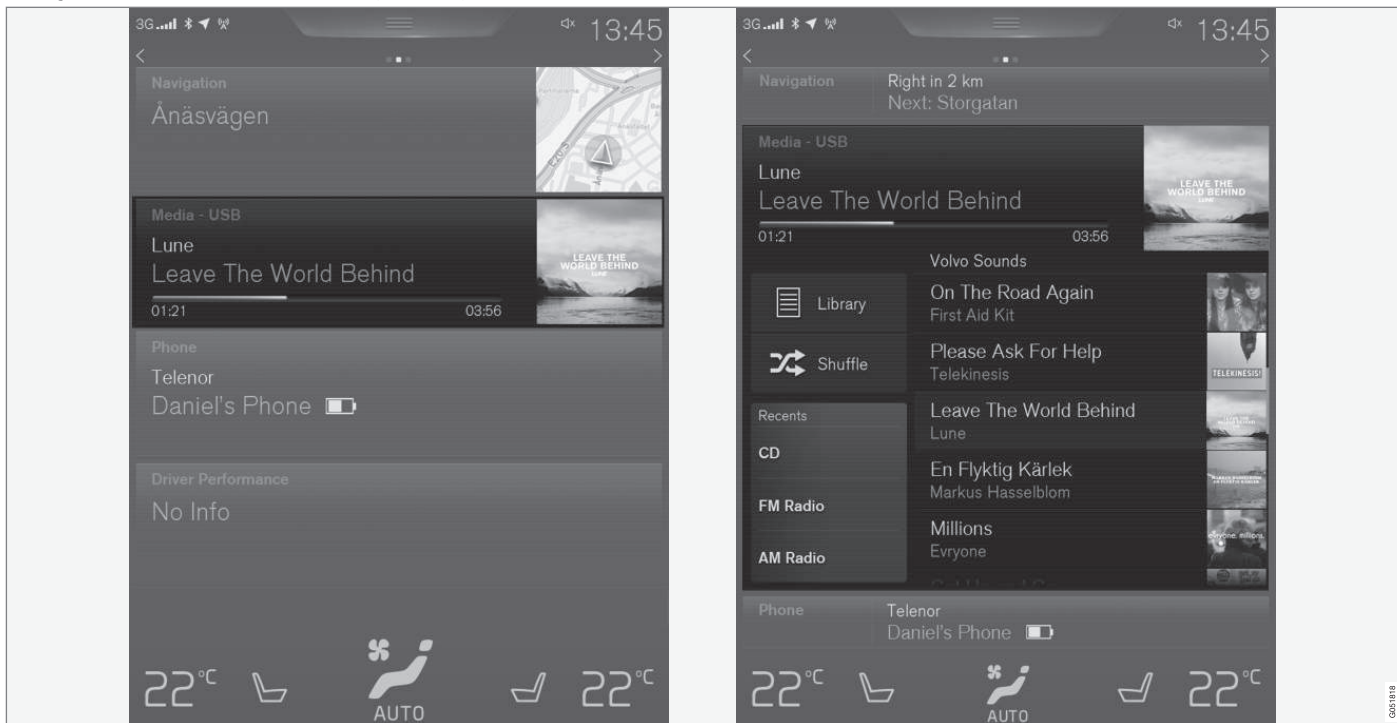 3G
13:45
Navigation
Ånäsvägen
Media - USB
Lune
Leave The World Behind
01:21 03:56
LEAVE THE
WORLD BEHIND
LUNE
Phone
Telenor
Daniel's Phone
Driver Performance
No Info
22°C
AUTO
22°C
3G
13:45
Navigation
Right in 2 km
Next: Storgatan
Media - USB
Lune
Leave The World Behind
01:21 03:56
LEAVE THE
WORLD BEHIND
LUNE
Volvo Sounds
Library
Shuffle
Recents
CD
FM Radio
AM Radio
On The Road Again
First Aid Kit
Please Ask For Help
Telekinesis
TELEKINESIS!
Leave The World Behind
Lune
En Flyktig Kärlek
Markus Hasselblom
Millions
Evryone
evryone, millions.
Phone
Telenor
Daniel's Phone
22°C
AUTO
22°C
G051818